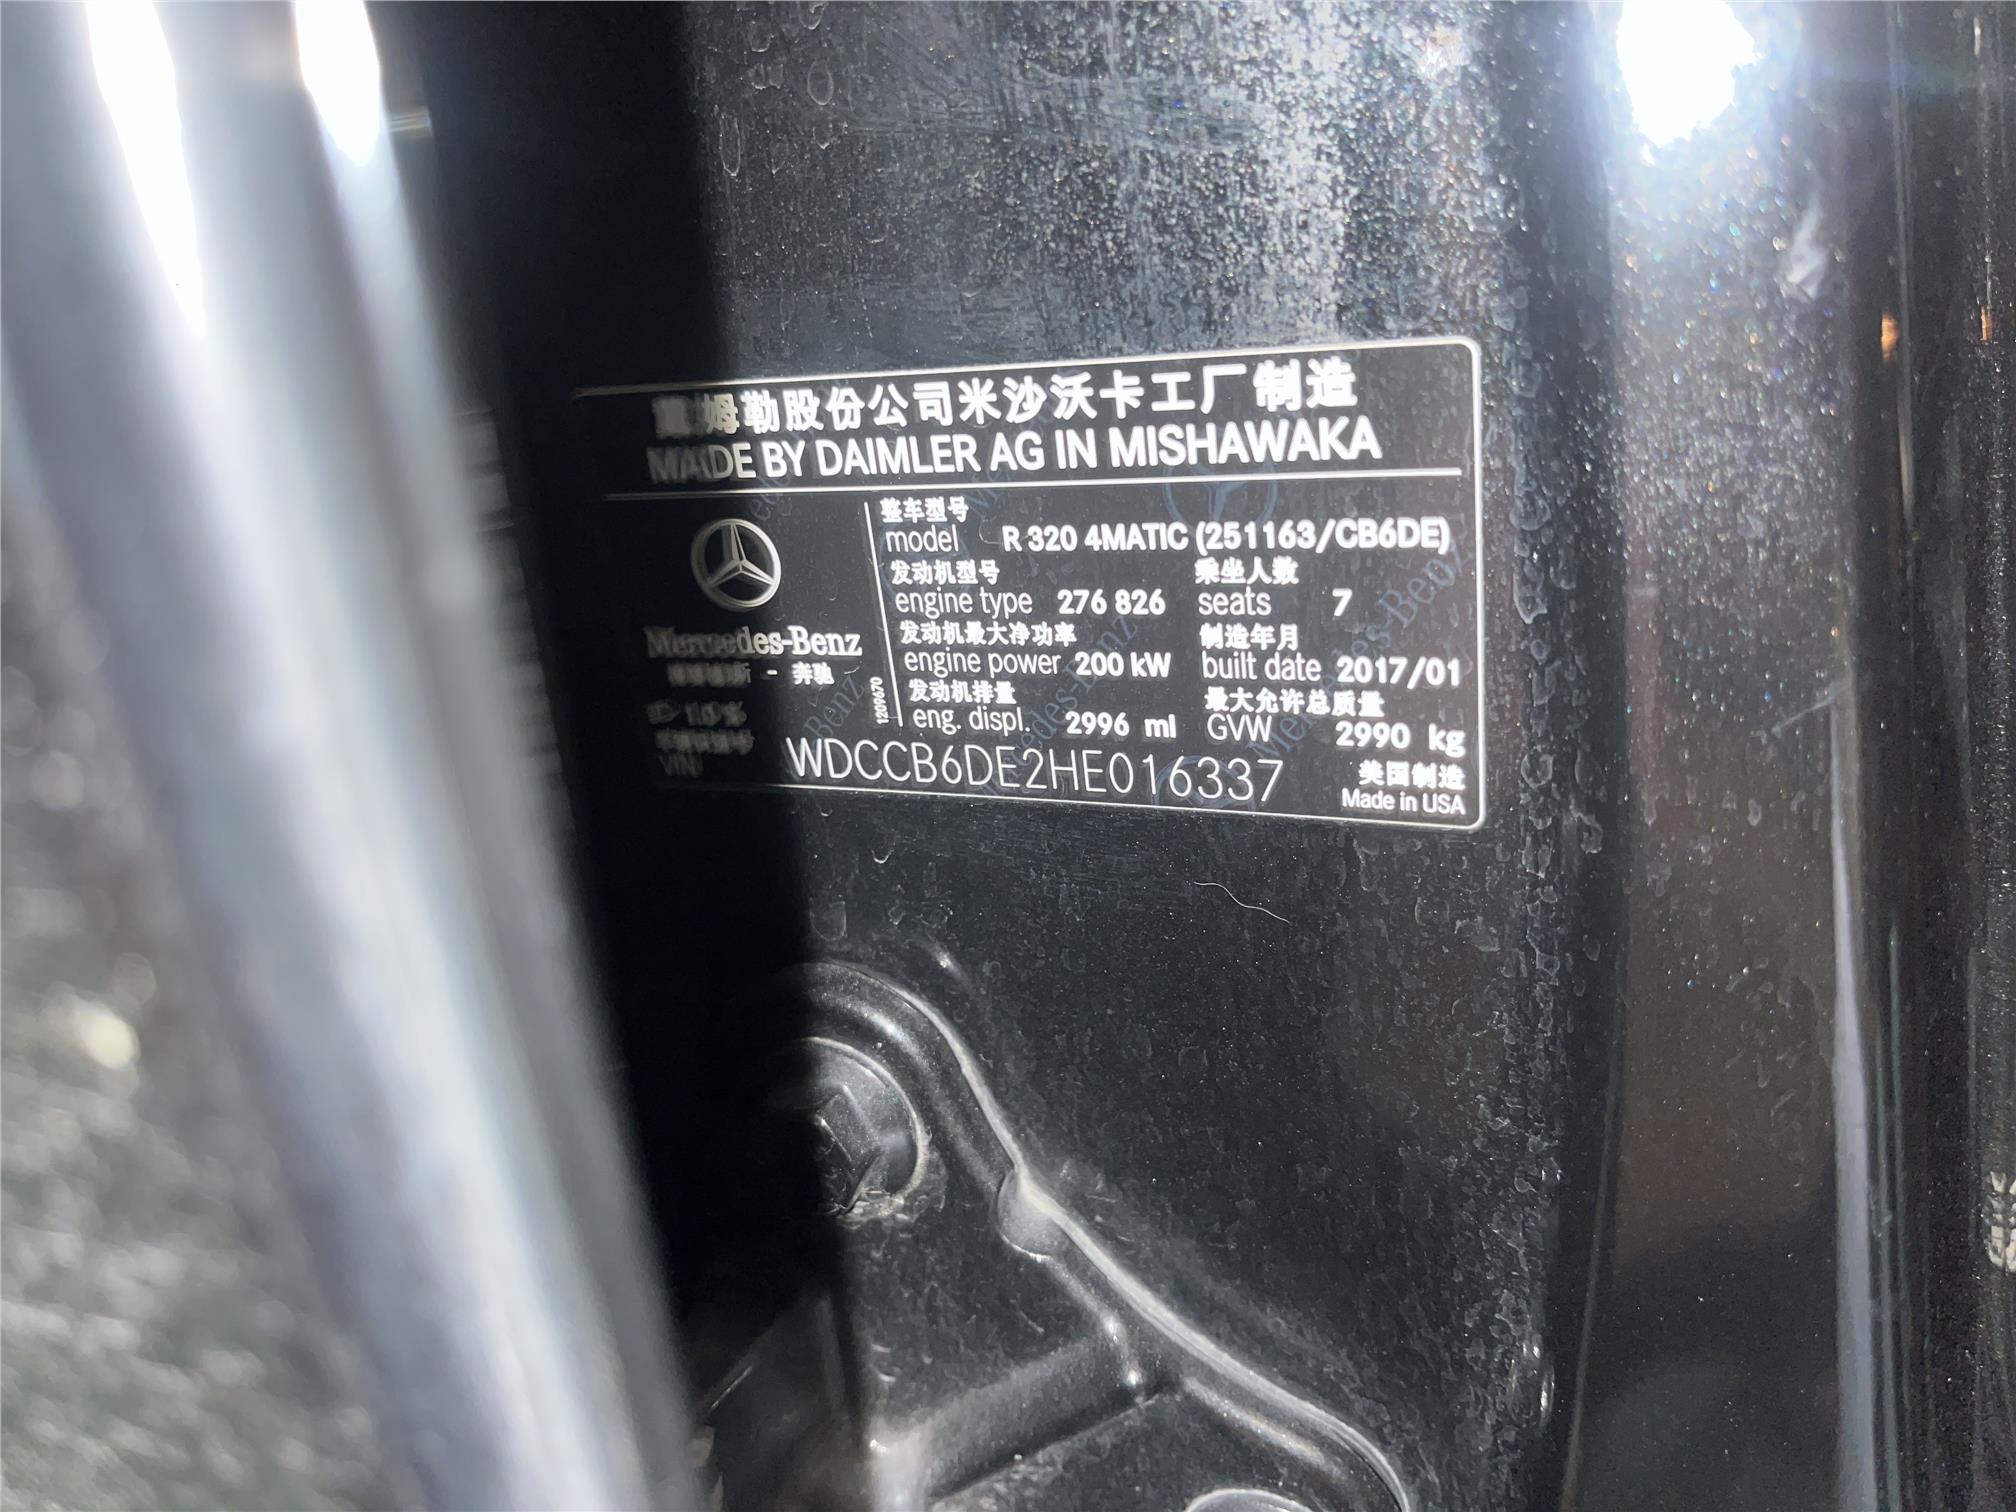 戴姆勒股份公司米沙沃卡工厂制造
MADE BY DAIMLER AG IN MISHAWAKA
整车型号
model R 320 4MATIC (251163/CB6DE)
发动机型号 乘坐人数
engine type 276 826 seats 7
发动机最大净功率 制造年月
engine power 200 kW built date 2017/01
发动机排量 最大允许总质量
eng. displ. 2996 ml GVW 2990 kg
Mercedes-Benz
- 奔驰
1209670
VIN WDCCB6DE2HE016337
美国制造
Made in USA
Mercedes-Benz